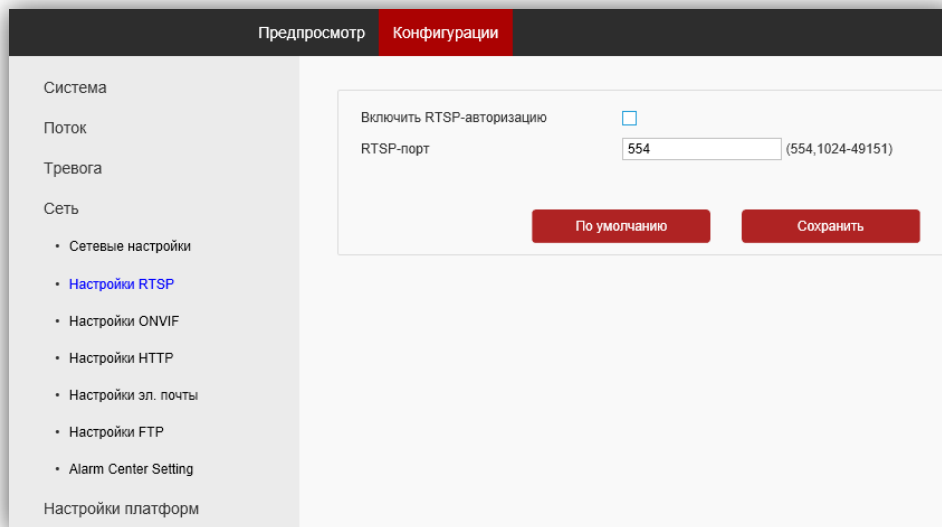 Предпросмотр Конфигурации
Система
Поток
Тревога
Сеть
• Сетевые настройки
• Настройки RTSP
• Настройки ONVIF
• Настройки HTTP
• Настройки эл. почты
• Настройки FTP
• Alarm Center Setting
Настройки платформ
Включить RTSP-авторизацию
RTSP-порт 554 (554,1024-49151)
По умолчанию Сохранить